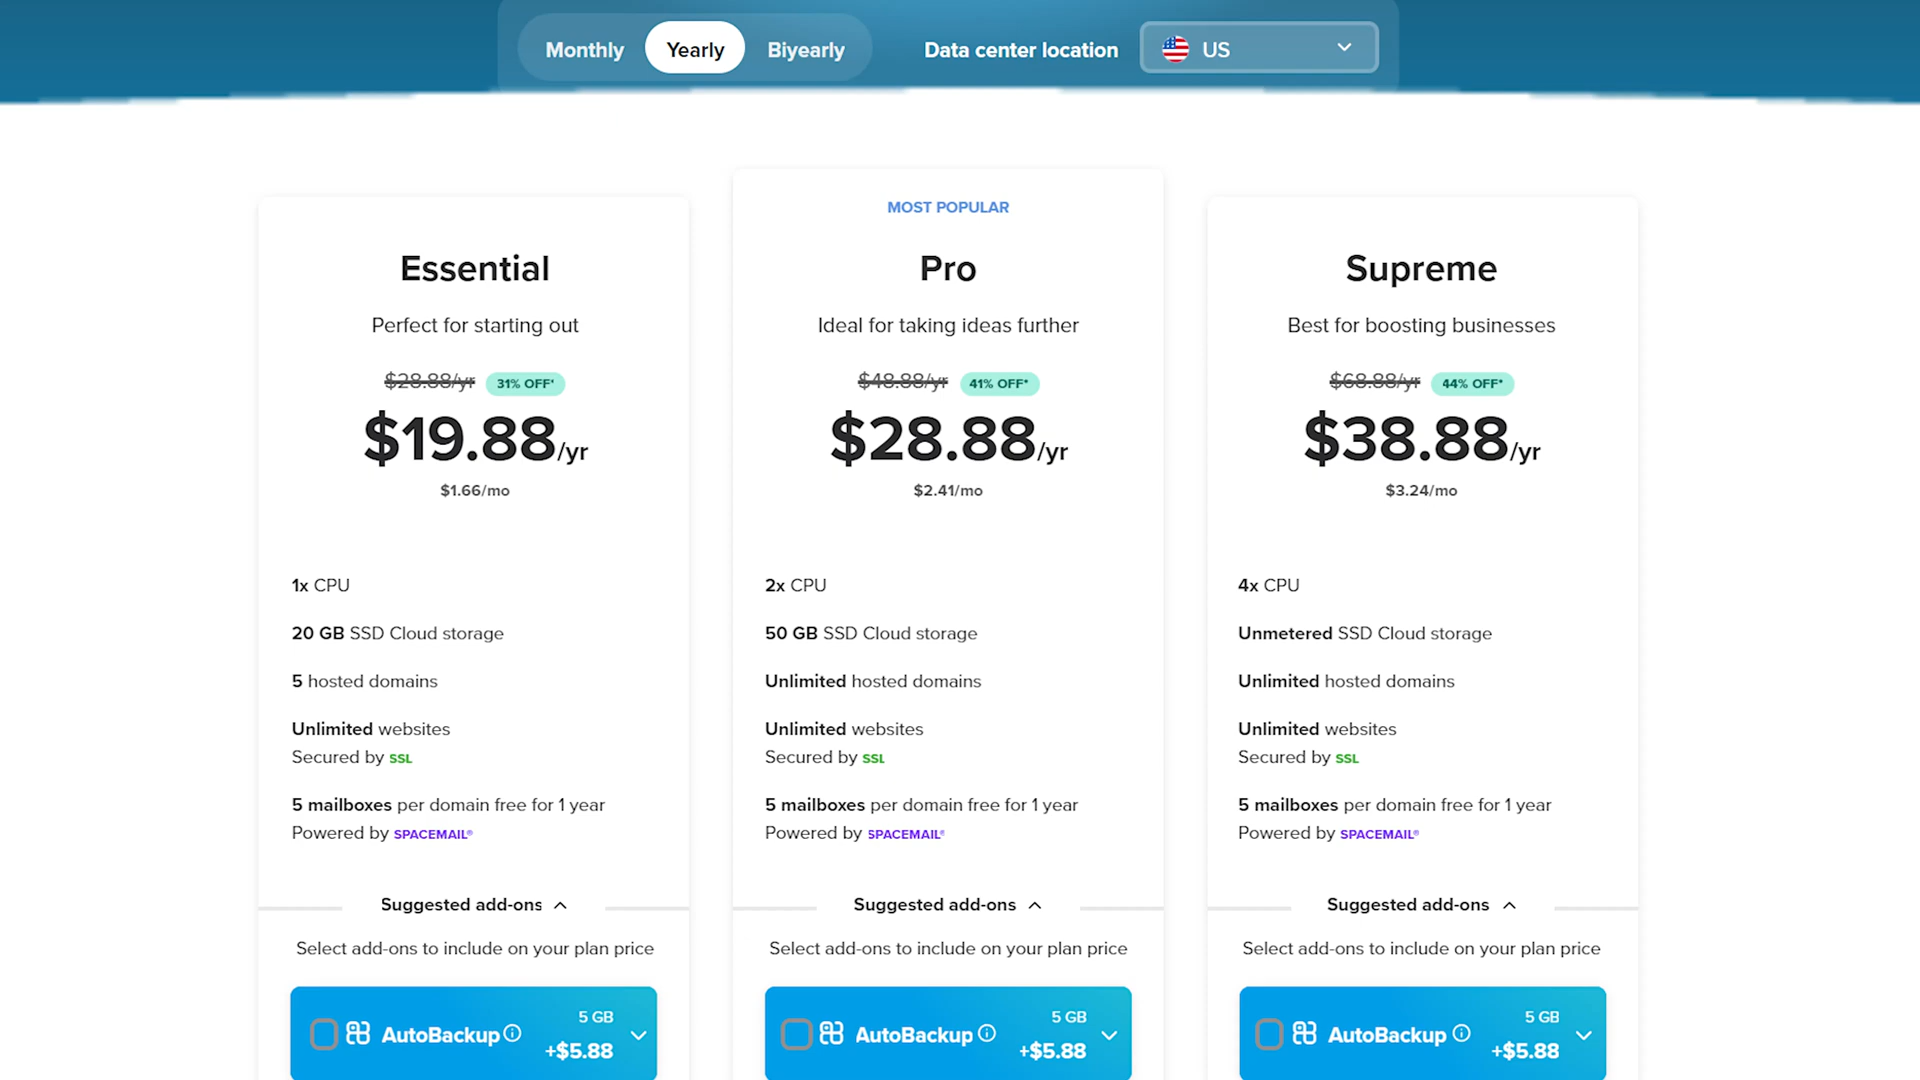 Monthly Yearly Biyearly Data center location US
Essential
Perfect for starting out
$28.88/yr 31% OFF*
$19.88/yr
$1.66/mo
1x CPU
20 GB SSD Cloud storage
5 hosted domains
Unlimited websites
Secured by SSL
5 mailboxes per domain free for 1 year
Powered by SPACEMAIL®
Suggested add-ons
Select add-ons to include on your plan price
AutoBackup 5 GB
+$5.88
MOST POPULAR
Pro
Ideal for taking ideas further
$48.88/yr 41% OFF*
$28.88/yr
$2.41/mo
2x CPU
50 GB SSD Cloud storage
Unlimited hosted domains
Unlimited websites
Secured by SSL
5 mailboxes per domain free for 1 year
Powered by SPACEMAIL®
Suggested add-ons
Select add-ons to include on your plan price
AutoBackup 5 GB
+$5.88
Supreme
Best for boosting businesses
$68.88/yr 44% OFF*
$38.88/yr
$3.24/mo
4x CPU
Unmetered SSD Cloud storage
Unlimited hosted domains
Unlimited websites
Secured by SSL
5 mailboxes per domain free for 1 year
Powered by SPACEMAIL®
Suggested add-ons
Select add-ons to include on your plan price
AutoBackup 5 GB
+$5.88